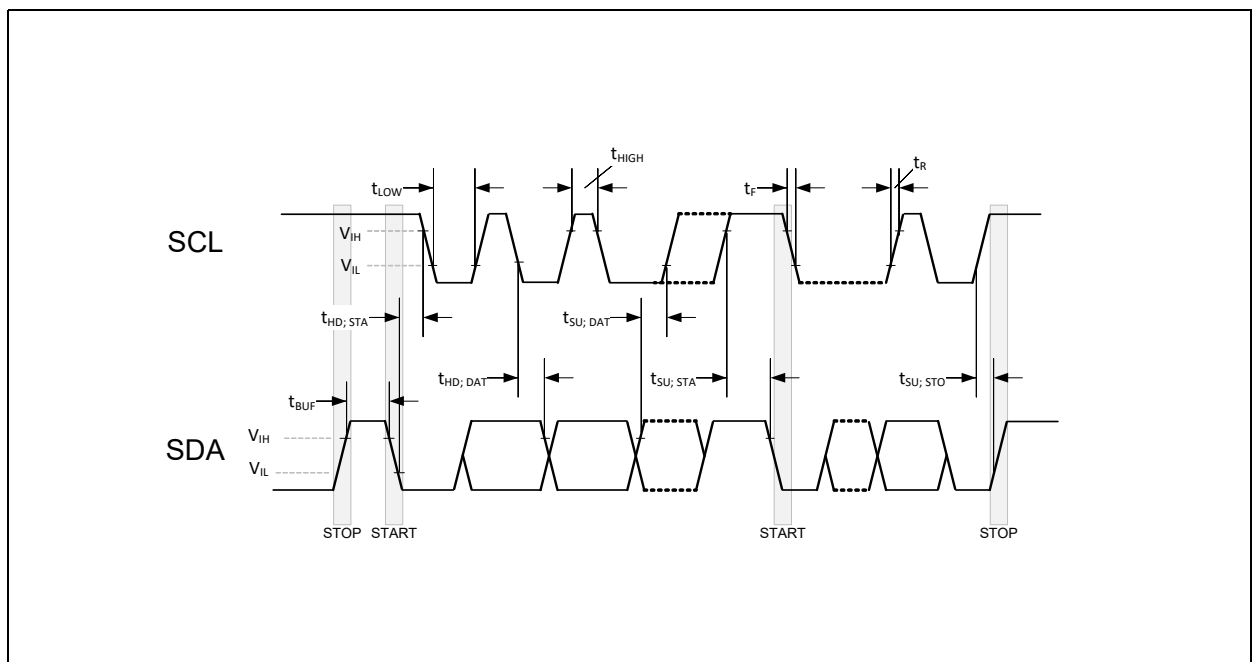 tHIGH
tR
tLOW
tF
SCL
VIH
VIL
tHD; STA
tSU; DAT
tHD; DAT
tSU; STA
tSU; STO
tBUF
VIH
SDA
VIL
STOP START START STOP